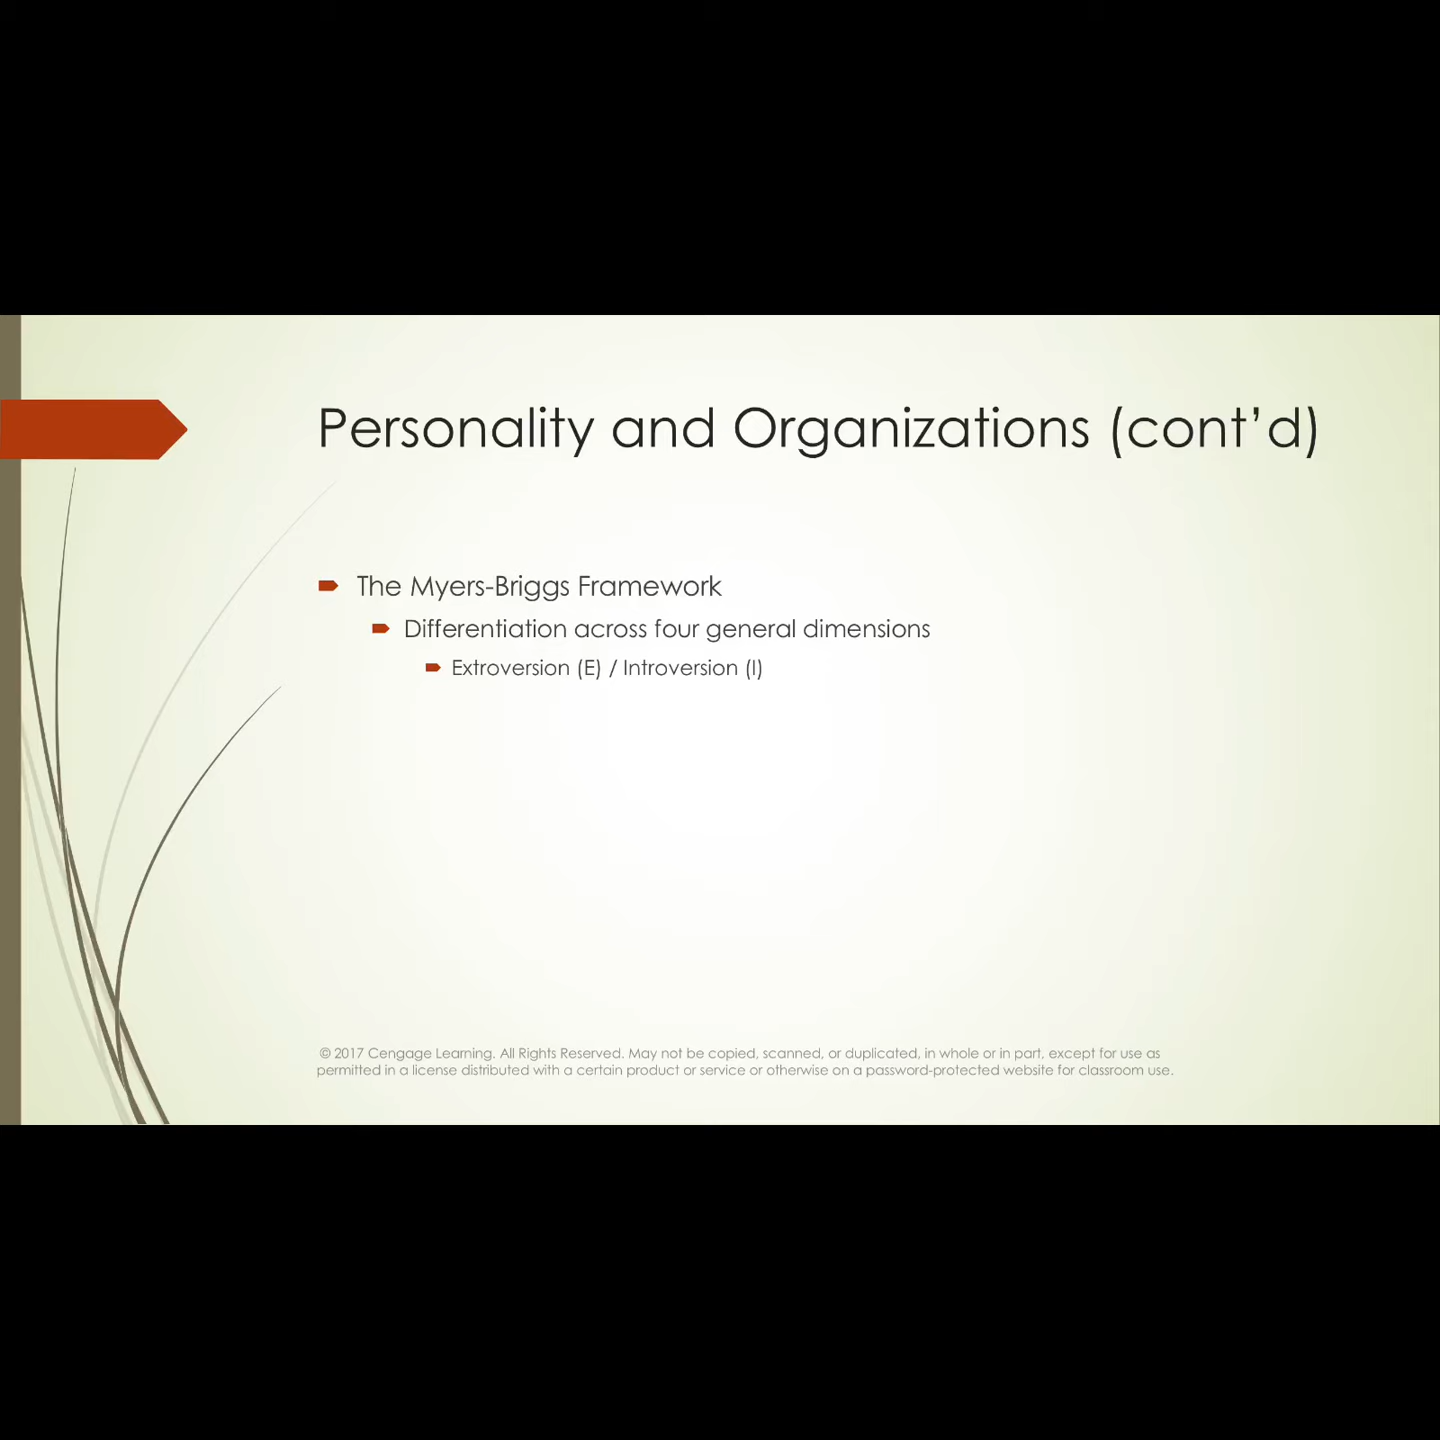 Personality and Organizations (cont’d)
The Myers-Briggs Framework
Differentiation across four general dimensions
Extroversion (E) / Introversion (I)
© 2017 Cengage Learning. All Rights Reserved. May not be copied, scanned, or duplicated, in whole or in part, except for use as
permitted in a license distributed with a certain product or service or otherwise on a password-protected website for classroom use.